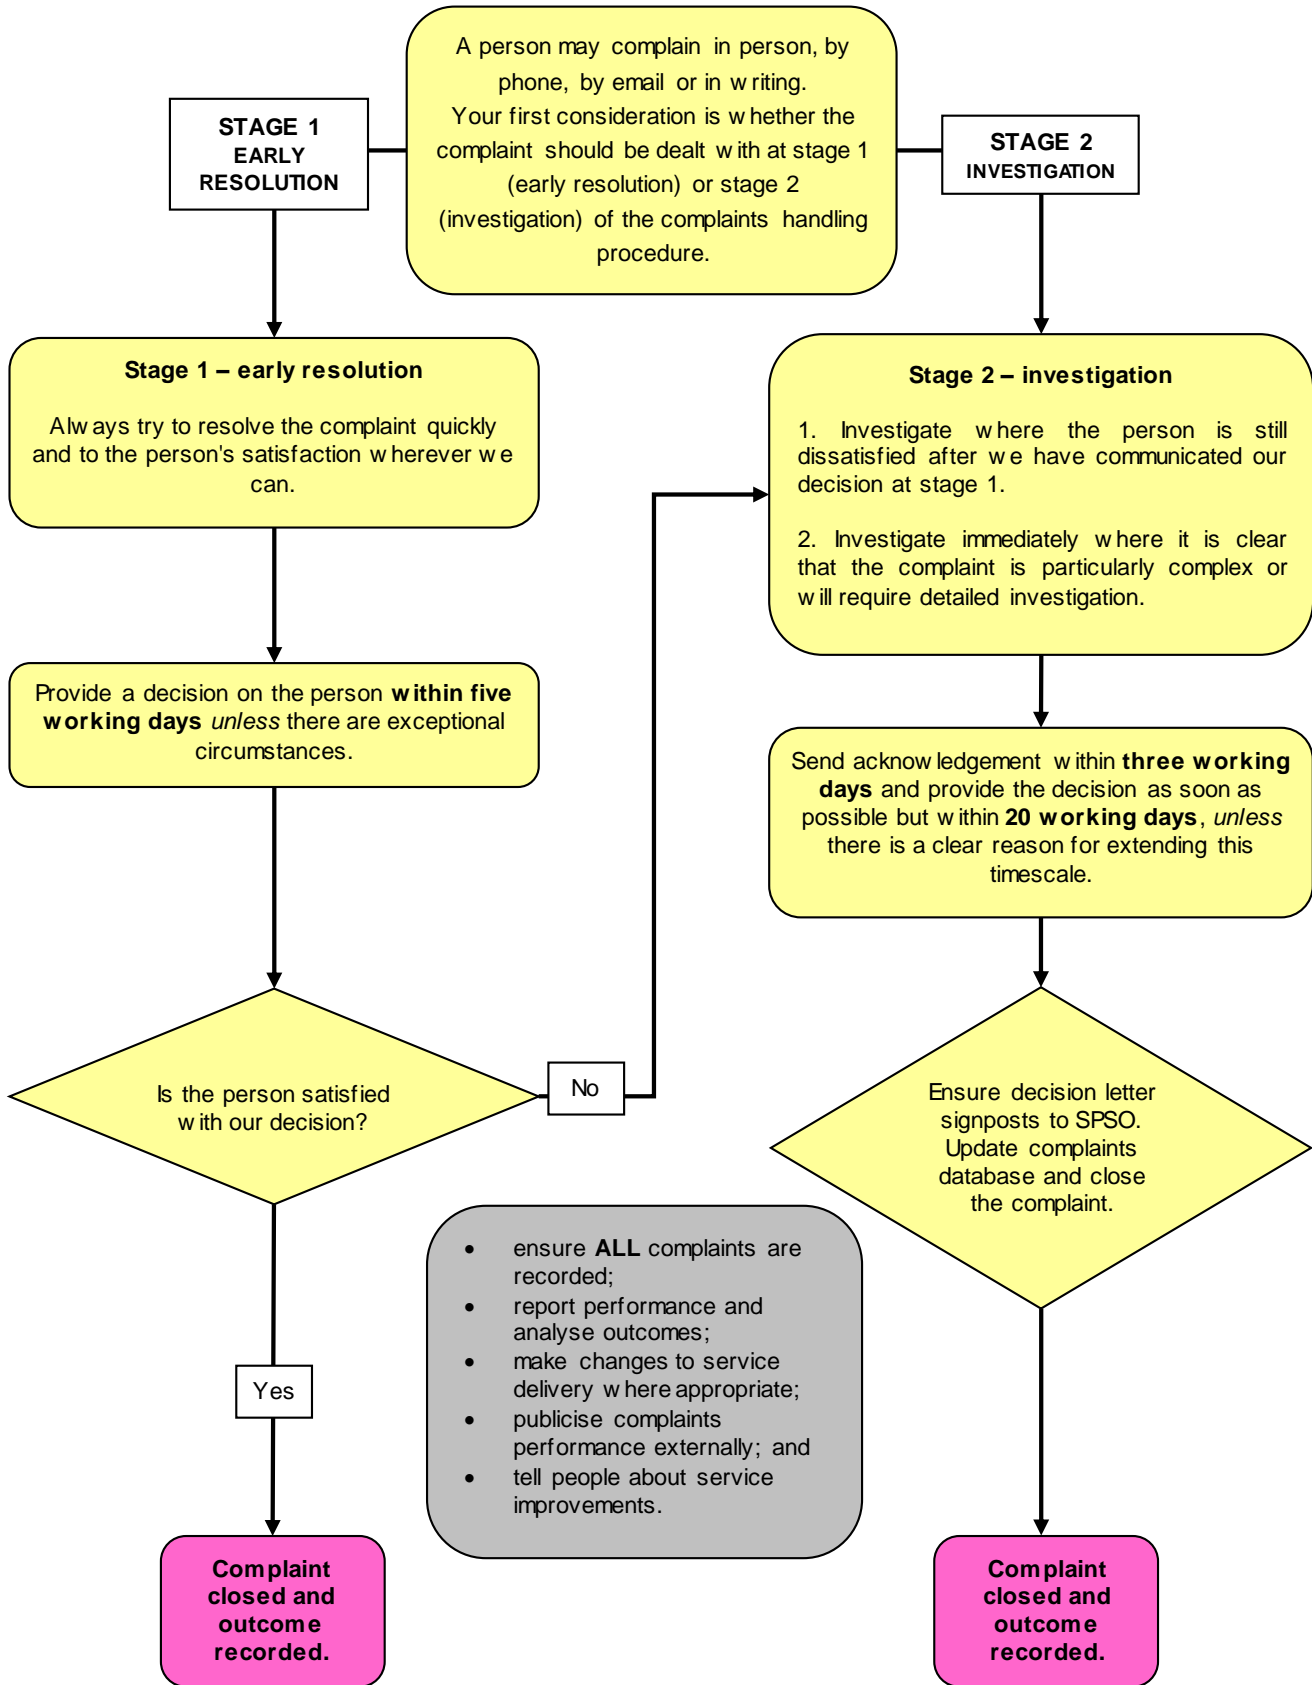 A person may complain in person, by
phone, by email or in writing.
Your first consideration is whether the
complaint should be dealt with at stage 1
(early resolution) or stage 2
(investigation) of the complaints handling
procedure.
STAGE 1
EARLY
RESOLUTION
STAGE 2
INVESTIGATION
Stage 1 – early resolution
Always try to resolve the complaint quickly
and to the person's satisfaction wherever we
can.
Stage 2 – investigation
1. Investigate where the person is still
dissatisfied after we have communicated our
decision at stage 1.
2. Investigate immediately where it is clear
that the complaint is particularly complex or
will require detailed investigation.
Provide a decision on the person within five
working days unless there are exceptional
circumstances.
Send acknowledgement within three working
days and provide the decision as soon as
possible but within 20 working days, unless
there is a clear reason for extending this
timescale.
Is the person satisfied
with our decision?
No
Ensure decision letter
signposts to SPSO.
Update complaints
database and close
the complaint.
• ensure ALL complaints are
recorded;
• report performance and
analyse outcomes;
• make changes to service
delivery where appropriate;
• publicise complaints
performance externally; and
• tell people about service
improvements.
Yes
Complaint
closed and
outcome
recorded.
Complaint
closed and
outcome
recorded.